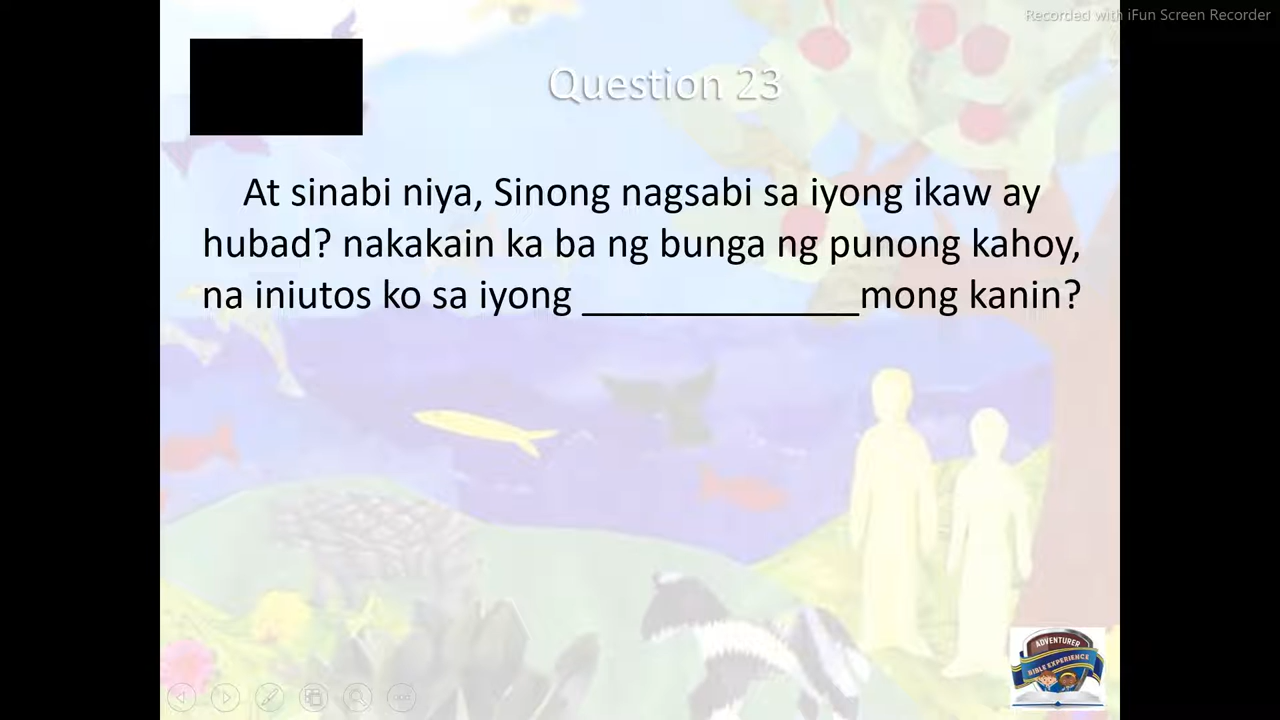 Recorded with iFun Screen Recorder
Question 23
At sinabi niya, Sinong nagsabi sa iyong ikaw ay
hubad? nakakain ka ba ng bunga ng punong kahoy,
na iniutos ko sa iyong _____________mong kanin?
ADVENTURER
BIBLE EXPERIENCE